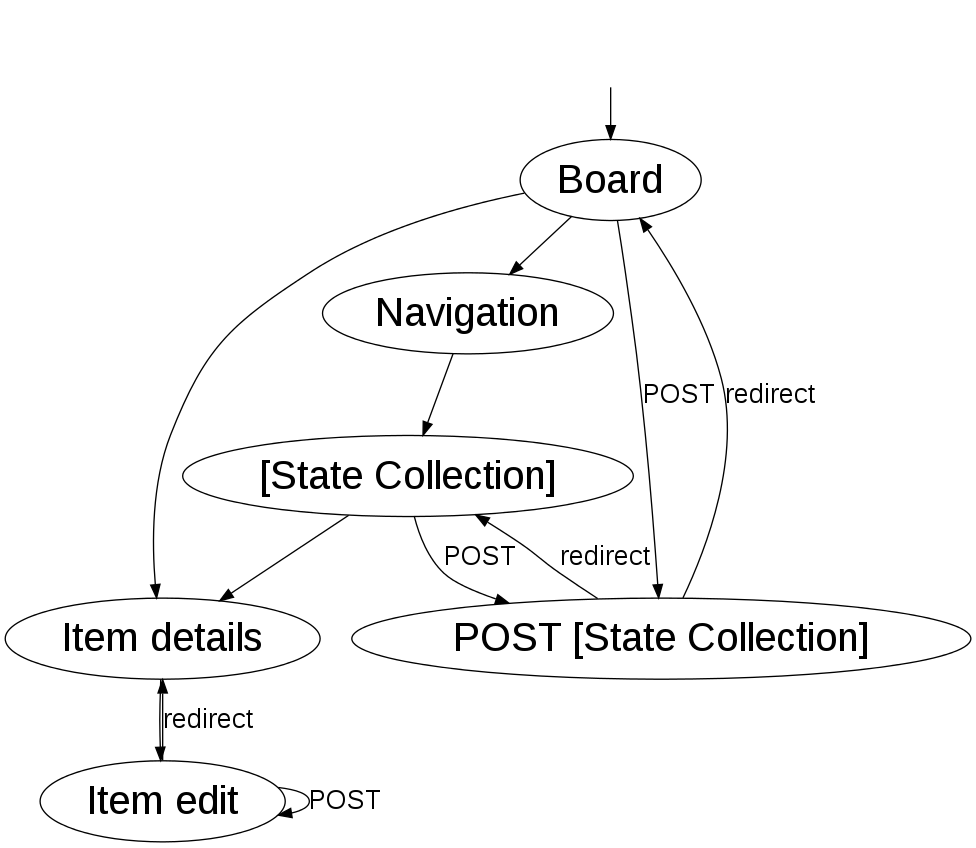 Board
Navigation
POST redirect
[State Collection]
POST redirect
Item details
POST [State Collection]
redirect
Item edit
POST